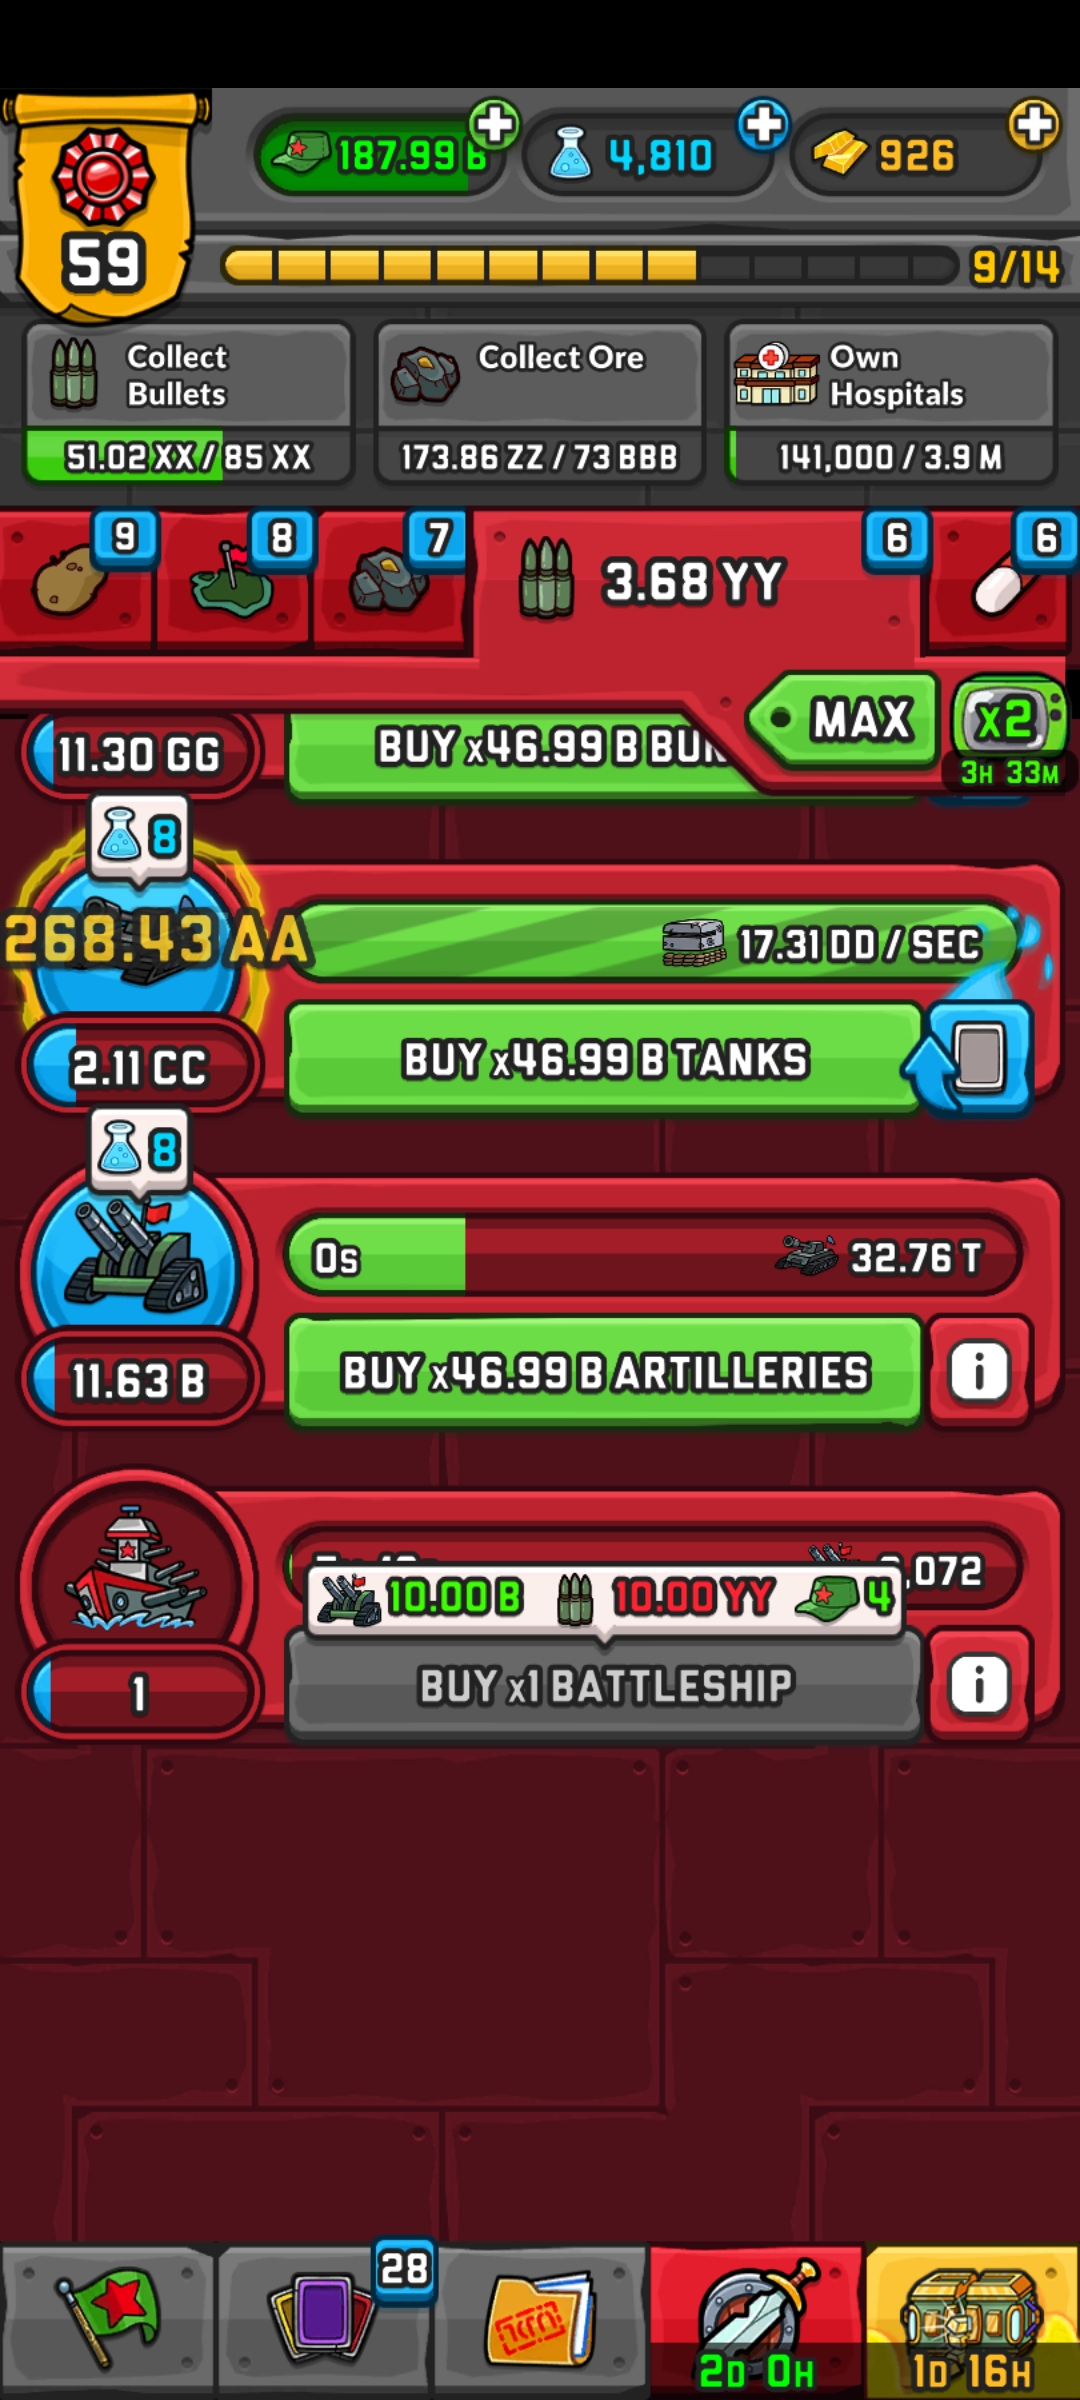 187.99 B
4,810
926
59
9/14
Collect Bullets
51.02 XX / 85 XX
Collect Ore
173.86 ZZ / 73 BBB
Own Hospitals
141,000 / 3.9 M
9
8
7
3.68 YY
6
6
MAX
x2
3H 33M
11.30 GG
BUY x46.99 B
8
268.43 AA
17.31 DD / SEC
2.11 CC
BUY x46.99 B TANKS
8
0s
32.76 T
11.63 B
BUY x46.99 B ARTILLERIES
i
,072
10.00 B
10.00 YY
4
1
BUY x1 BATTLESHIP
i
28
2D 0H
1D 16H